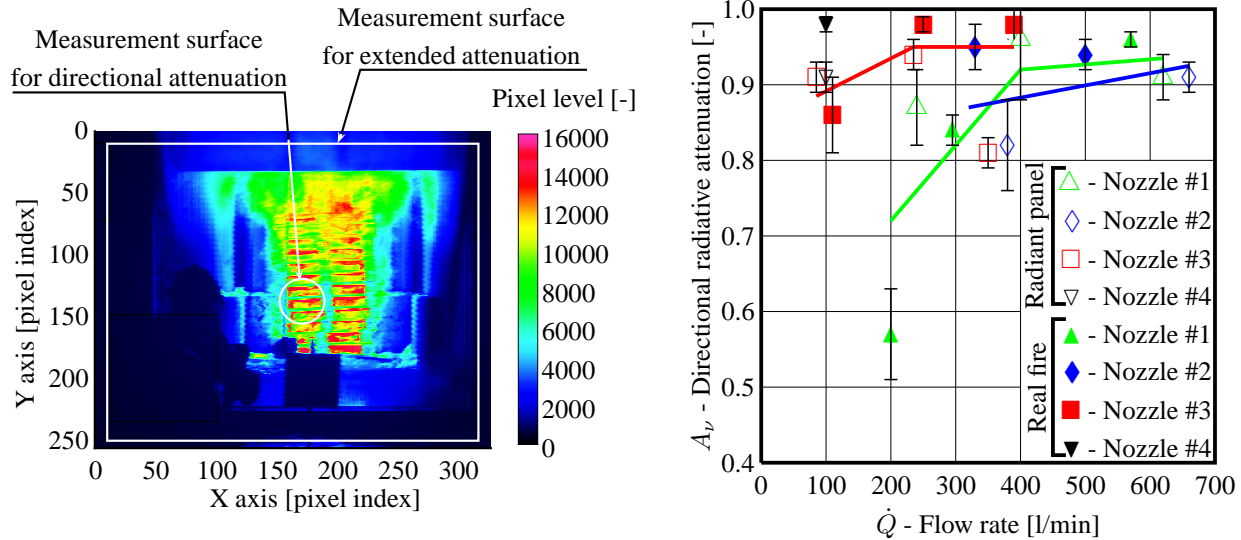 Measurement surface
for directional attenuation
Measurement surface
for extended attenuation
Pixel level [-]
0
50
100
150
200
250
Y axis [pixel index]
0
50
100
150
200
250
300
X axis [pixel index]
16000
14000
12000
10000
8000
6000
4000
2000
0
1.0
0.9
0.8
0.7
0.6
0.5
0.4
A𝜈 - Directional radiative attenuation [-]
0
100
200
300
400
500
600
700
Q̇ - Flow rate [l/min]
Radiant panel
- Nozzle #1
- Nozzle #2
- Nozzle #3
- Nozzle #4
Real fire
- Nozzle #1
- Nozzle #2
- Nozzle #3
- Nozzle #4